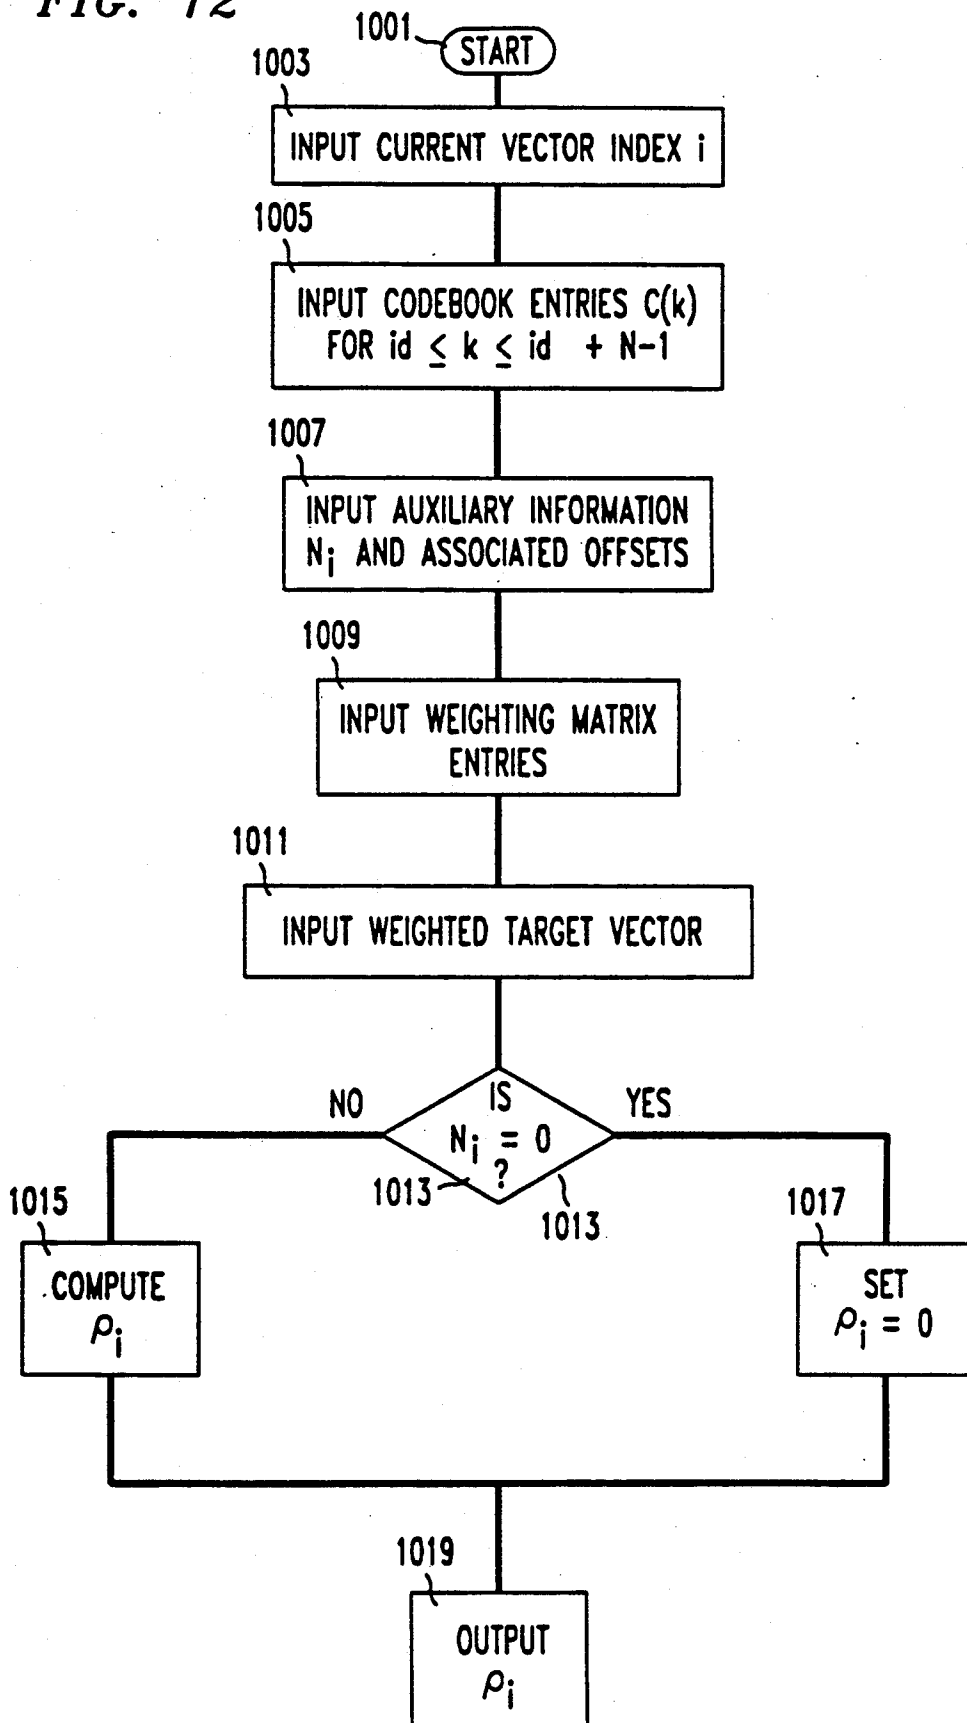 FIG. 12
1001
START
1003
INPUT CURRENT VECTOR INDEX i
1005
INPUT CODEBOOK ENTRIES C(k)
FOR id ≤ k ≤ id + N-1
1007
INPUT AUXILIARY INFORMATION
Ni AND ASSOCIATED OFFSETS
1009
INPUT WEIGHTING MATRIX
ENTRIES
1011
INPUT WEIGHTED TARGET VECTOR
NO
IS
YES
Ni = 0
?
1013
1013
1015
COMPUTE
ρi
1017
SET
ρi = 0
1019
OUTPUT
ρi